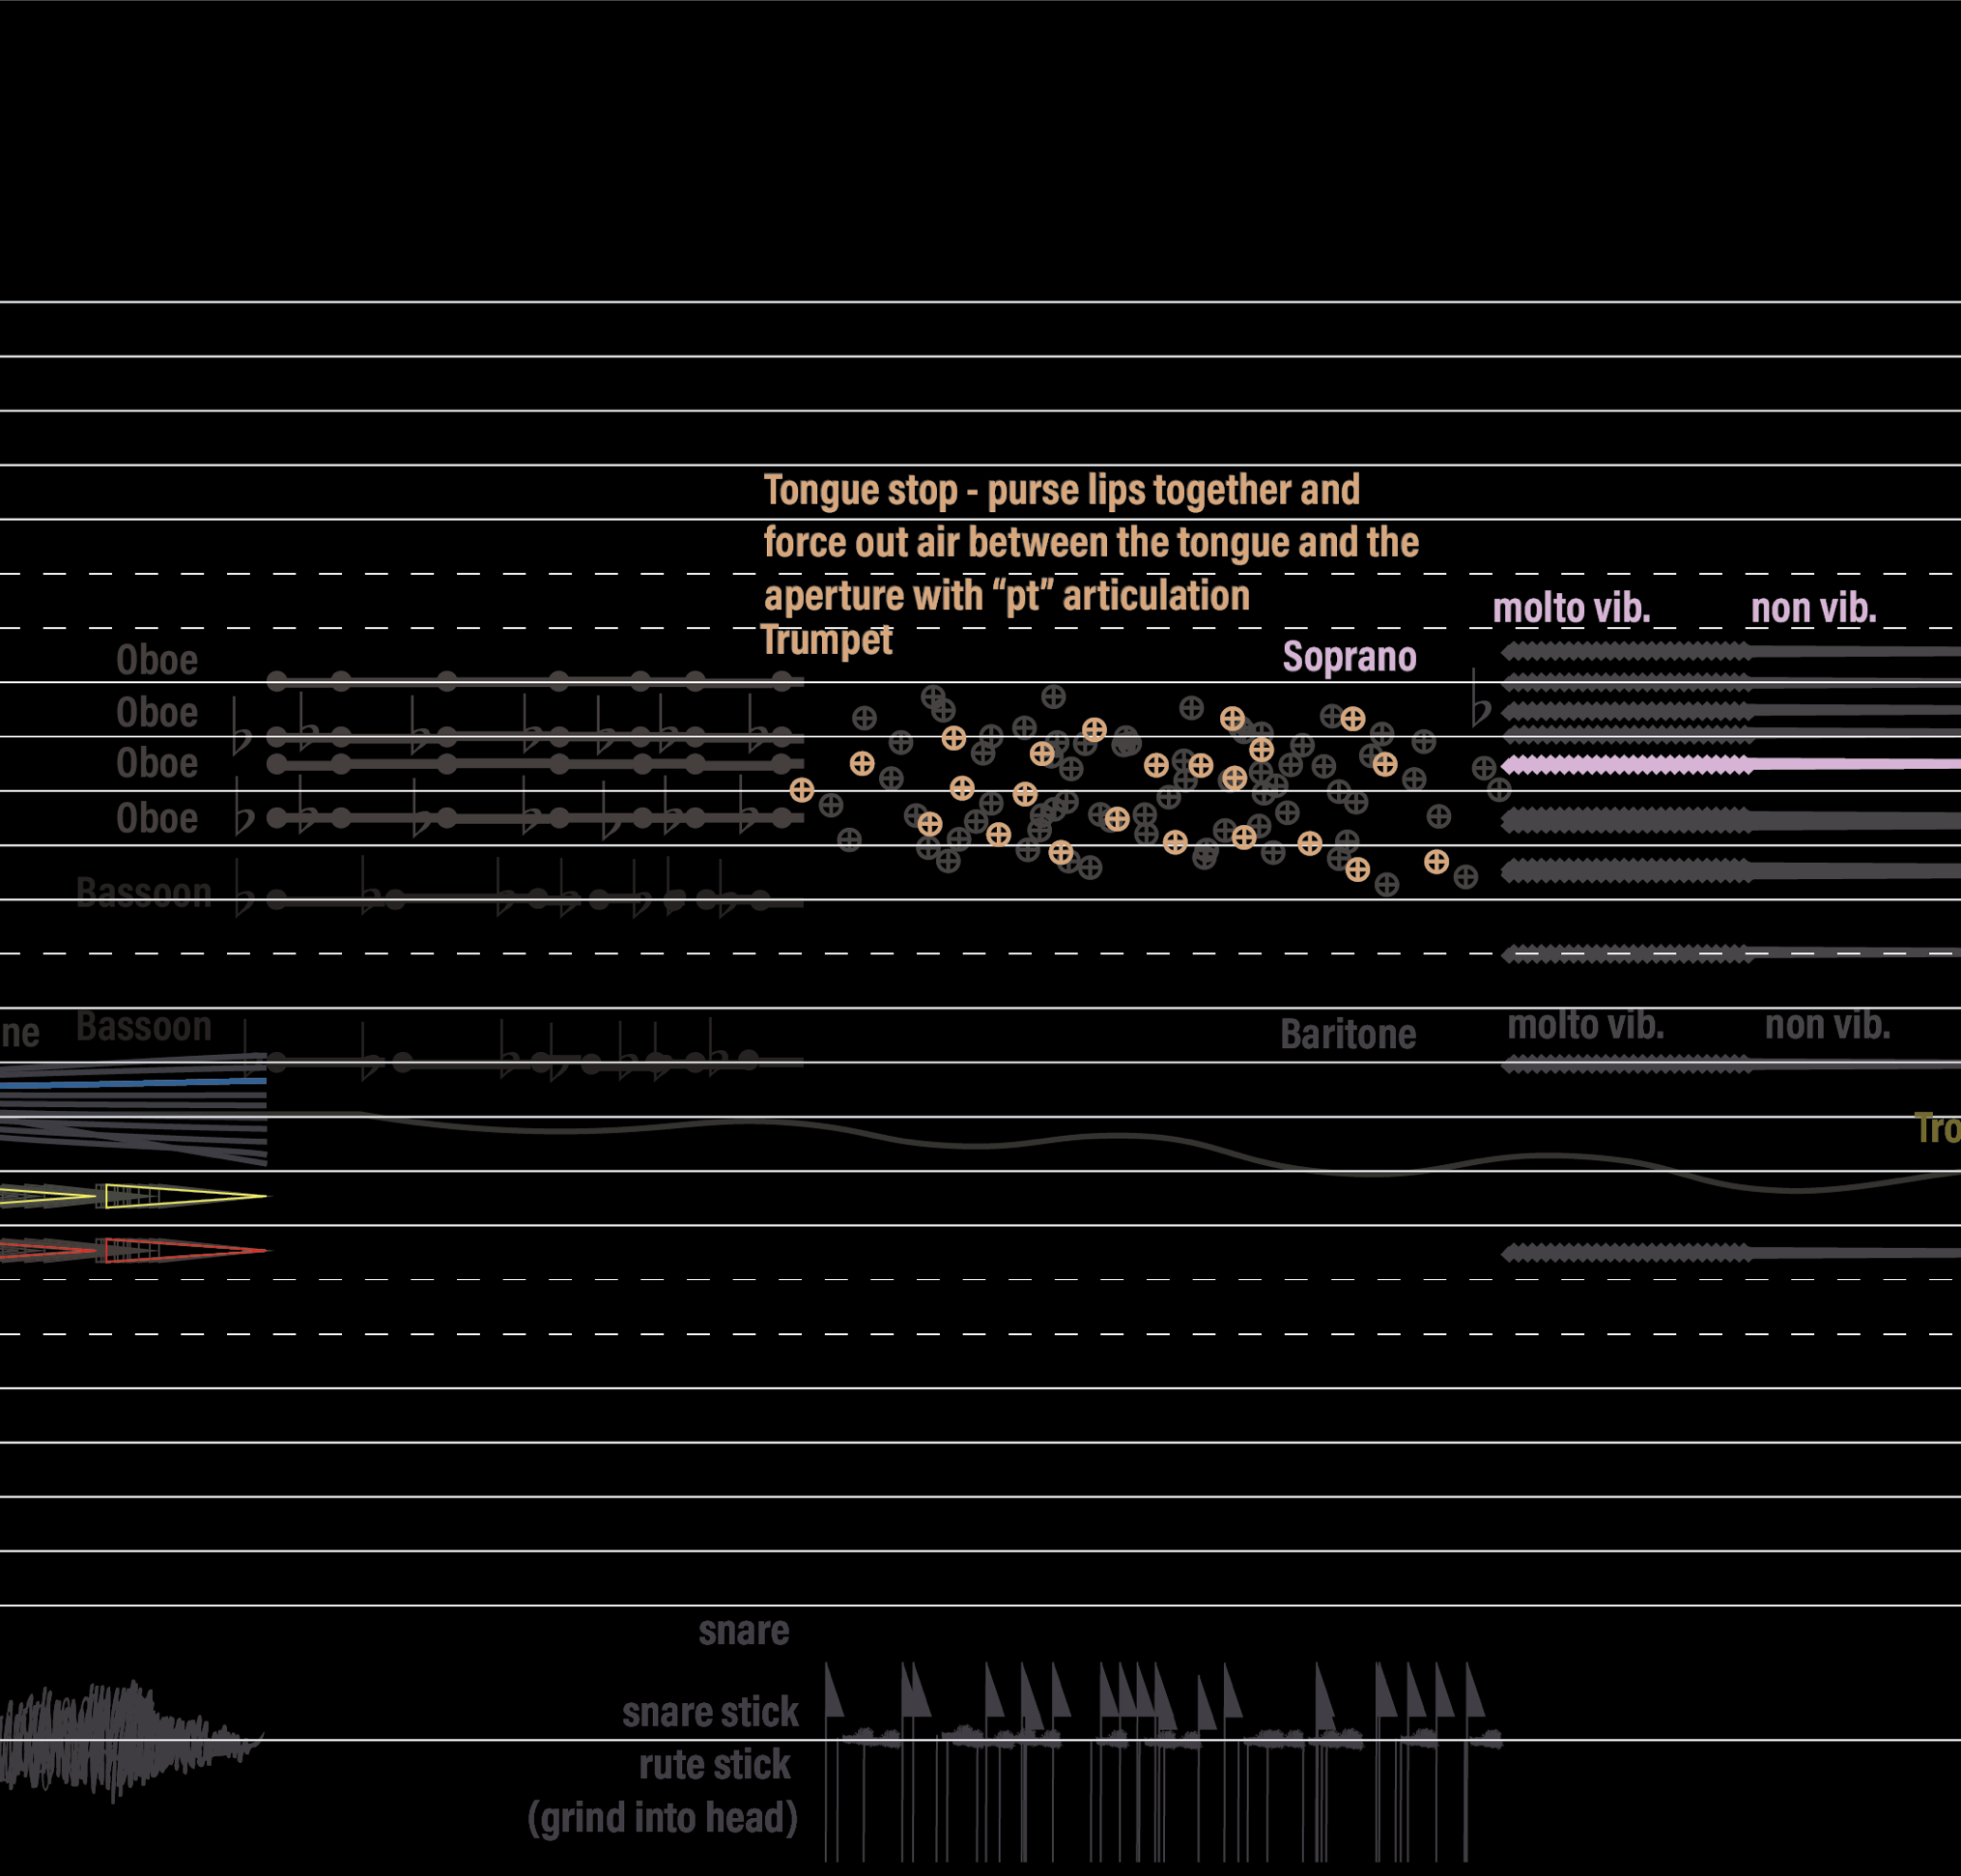 Tongue stop - purse lips together and
force out air between the tongue and the
aperture with “pt” articulation
Trumpet
molto vib.
non vib.
Soprano
Oboe
Oboe
Oboe
Oboe
Bassoon
ne
Bassoon
Baritone
molto vib.
non vib.
Tro
snare
snare stick
rute stick
(grind into head)